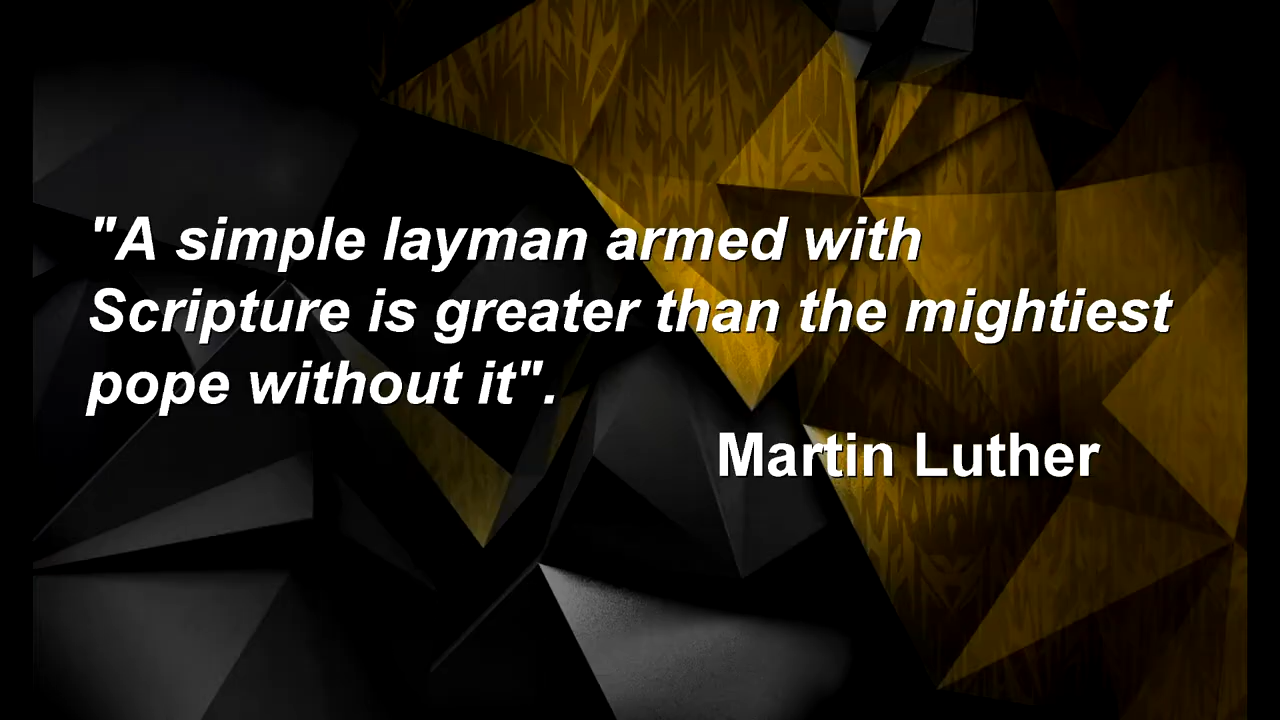 "A simple layman armed with
Scripture is greater than the mightiest
pope without it".
Martin Luther